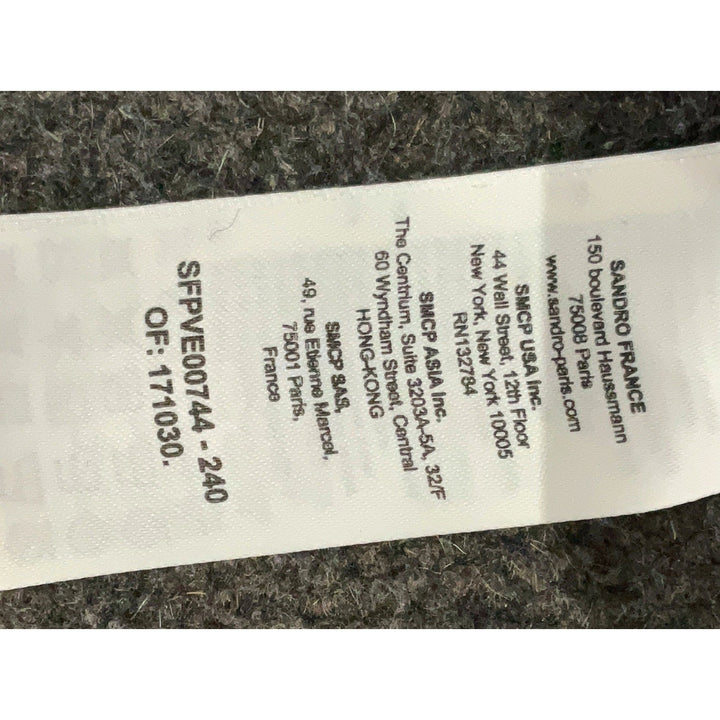 SANDRO FRANCE
150 boulevard Haussmann
75008 Paris
www.sandro-paris.com
SMCP USA Inc.
44 Wall Street, 12th Floor
New York, New York 10005
RN132784
SMCP ASIA Inc.
The Centrium, Suite 3203A-5A, 32/F
60 Wyndham Street, Central
HONG-KONG
SMCP SAS,
49, rue Etienne Marcel,
75001 Paris,
France
SFPVE00744 - 240
OF: 171030.